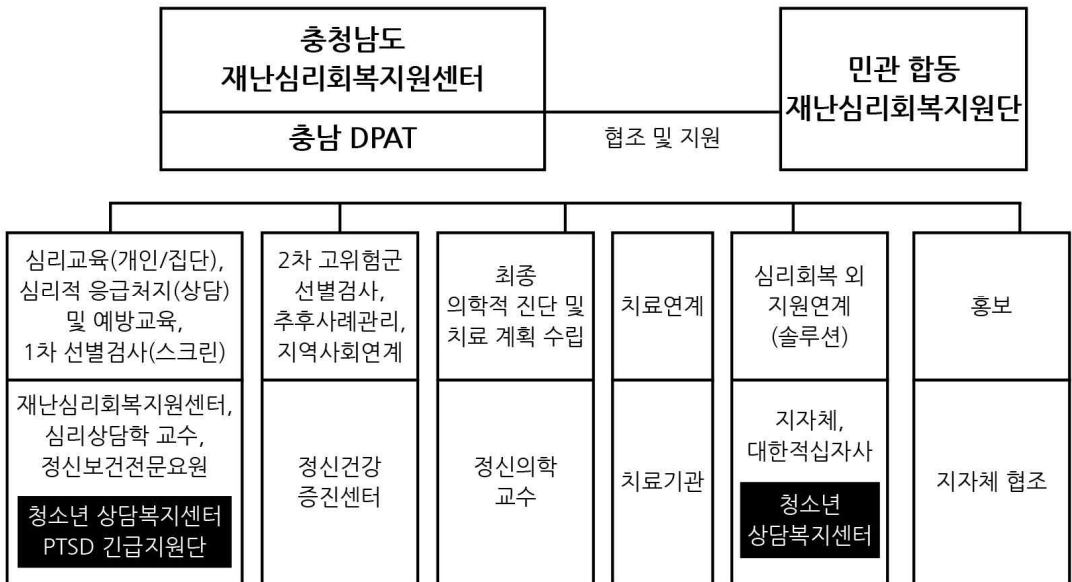 충청남도
재난심리회복지원센터
충남 DPAT
협조 및 지원
민관 합동
재난심리회복지원단
심리교육(개인/집단),
심리적 응급처지(상담)
및 예방교육,
1차 선별검사(스크린)
재난심리회복지원센터,
심리상담학 교수,
정신보건전문요원
청소년 상담복지센터
PTSD 긴급지원단
2차 고위험군
선별검사,
추후사례관리,
지역사회연계
정신건강
증진센터
최종
의학적 진단 및
치료 계획 수립
정신의학
교수
치료연계
치료기관
심리회복 외
지원연계
(솔루션)
지자체,
대한적십자사
청소년
상담복지센터
홍보
지자체 협조